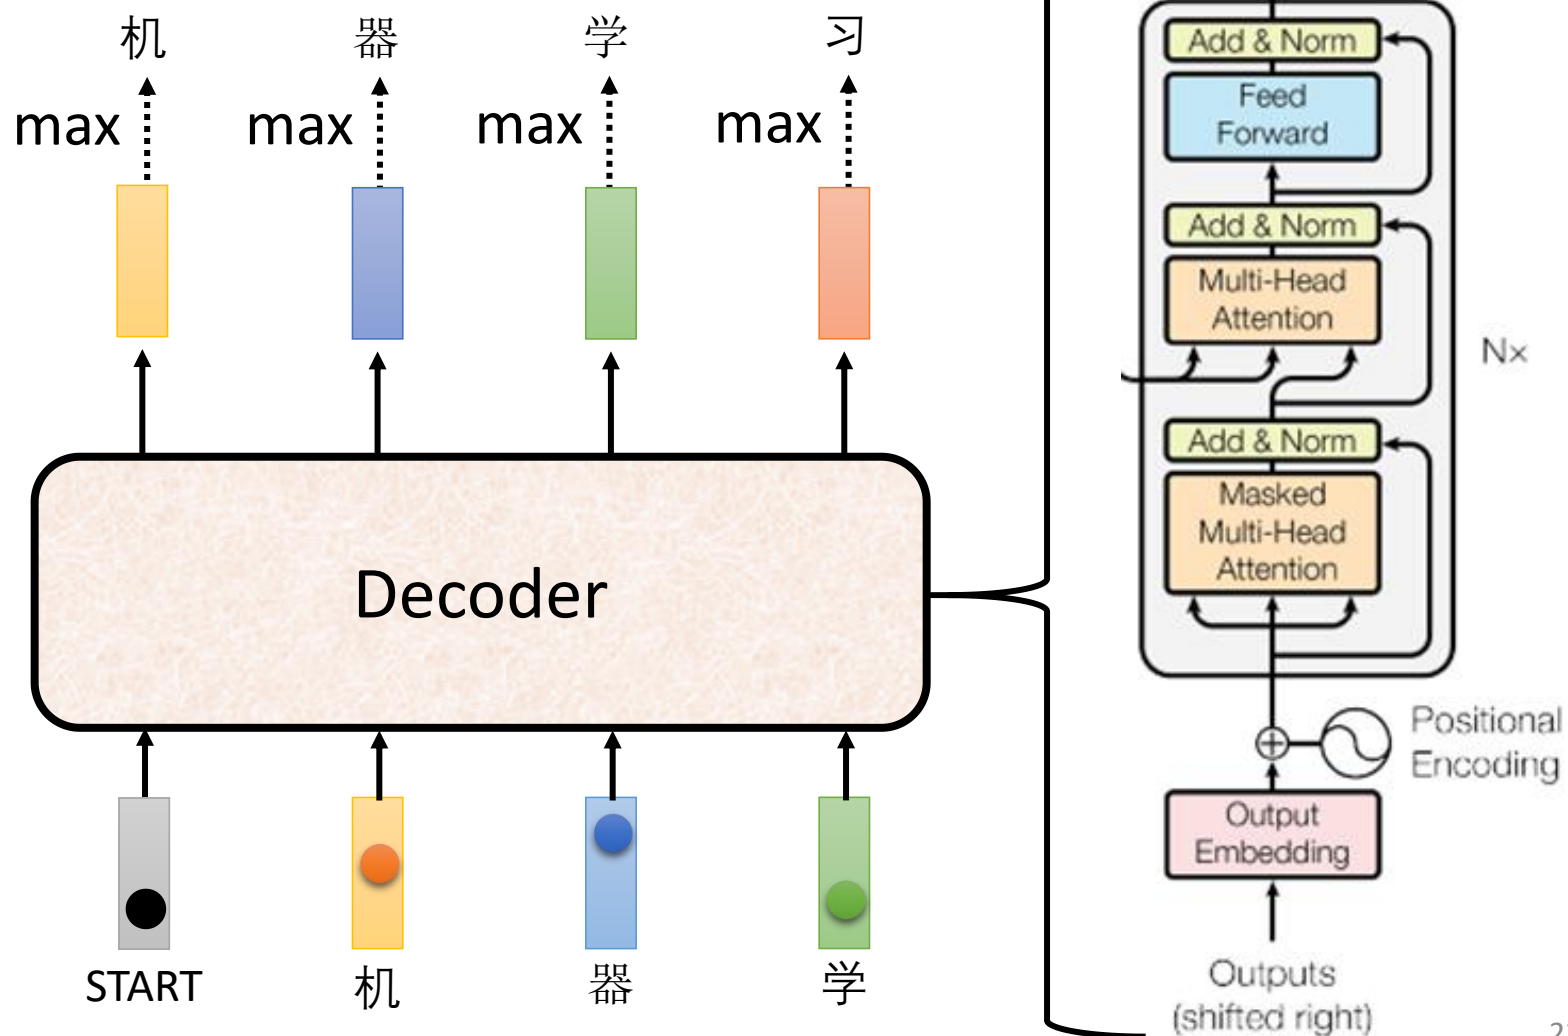 机 器 学 习
max max max max
Decoder
START 机 器 学
Add & Norm
Feed
Forward
Add & Norm
Multi-Head
Attention
N×
Add & Norm
Masked
Multi-Head
Attention
Positional
Encoding
Output
Embedding
Outputs
(shifted right)